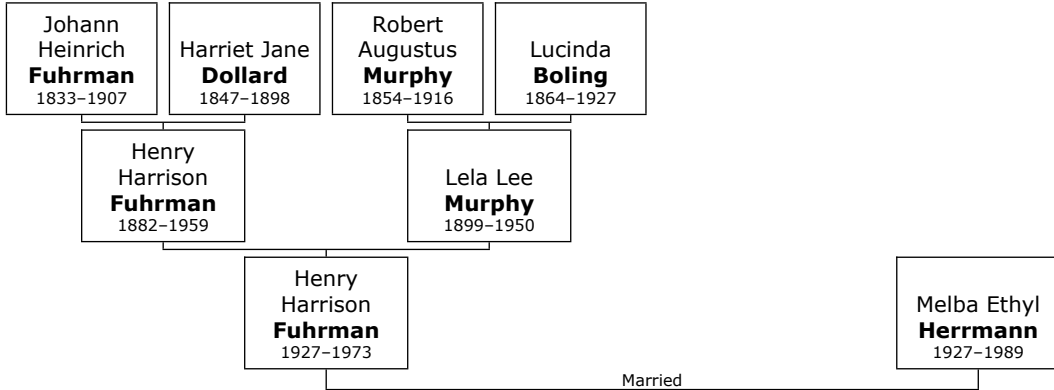 Johann
Heinrich
Fuhrman
1833–1907
Harriet Jane
Dollard
1847–1898
Robert
Augustus
Murphy
1854–1916
Lucinda
Boling
1864–1927
Henry
Harrison
Fuhrman
1882–1959
Lela Lee
Murphy
1899–1950
Henry
Harrison
Fuhrman
1927–1973
Melba Ethyl
Herrmann
1927–1989
Married